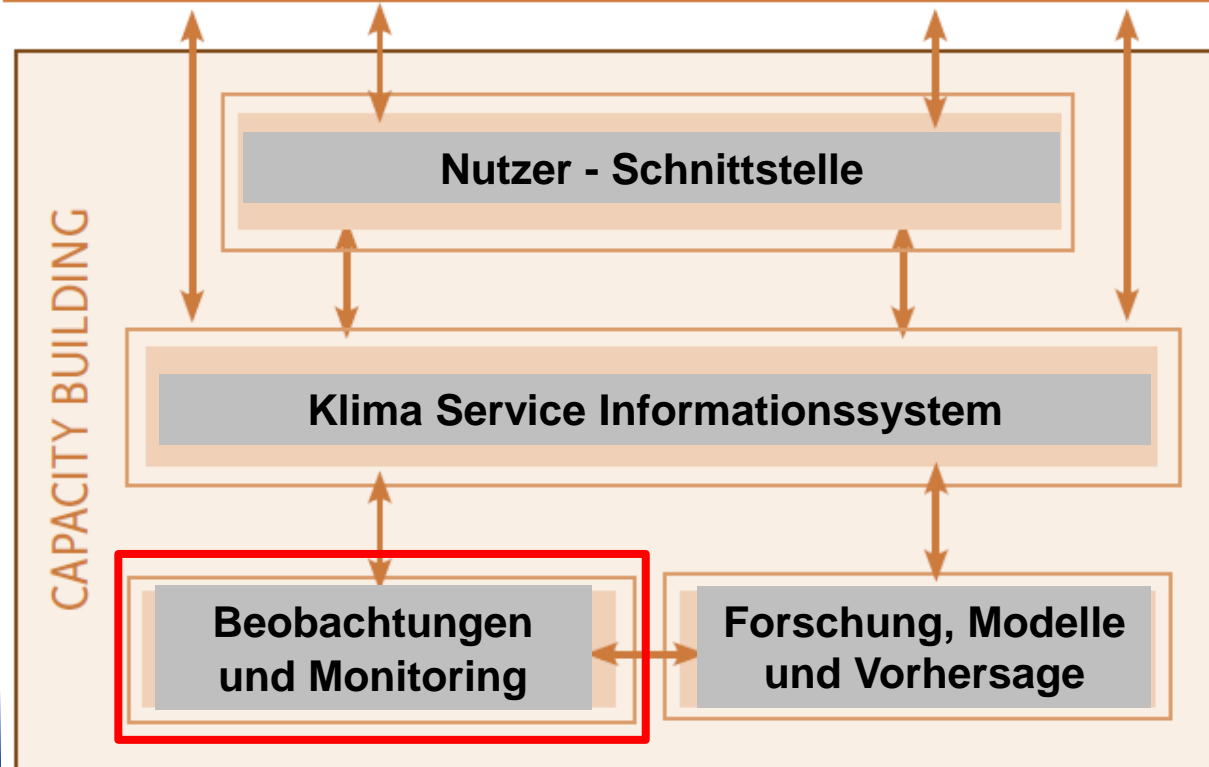 Nutzer - Schnittstelle
CAPACITY BUILDING
Klima Service Informationssystem
Beobachtungen
und Monitoring
Forschung, Modelle
und Vorhersage